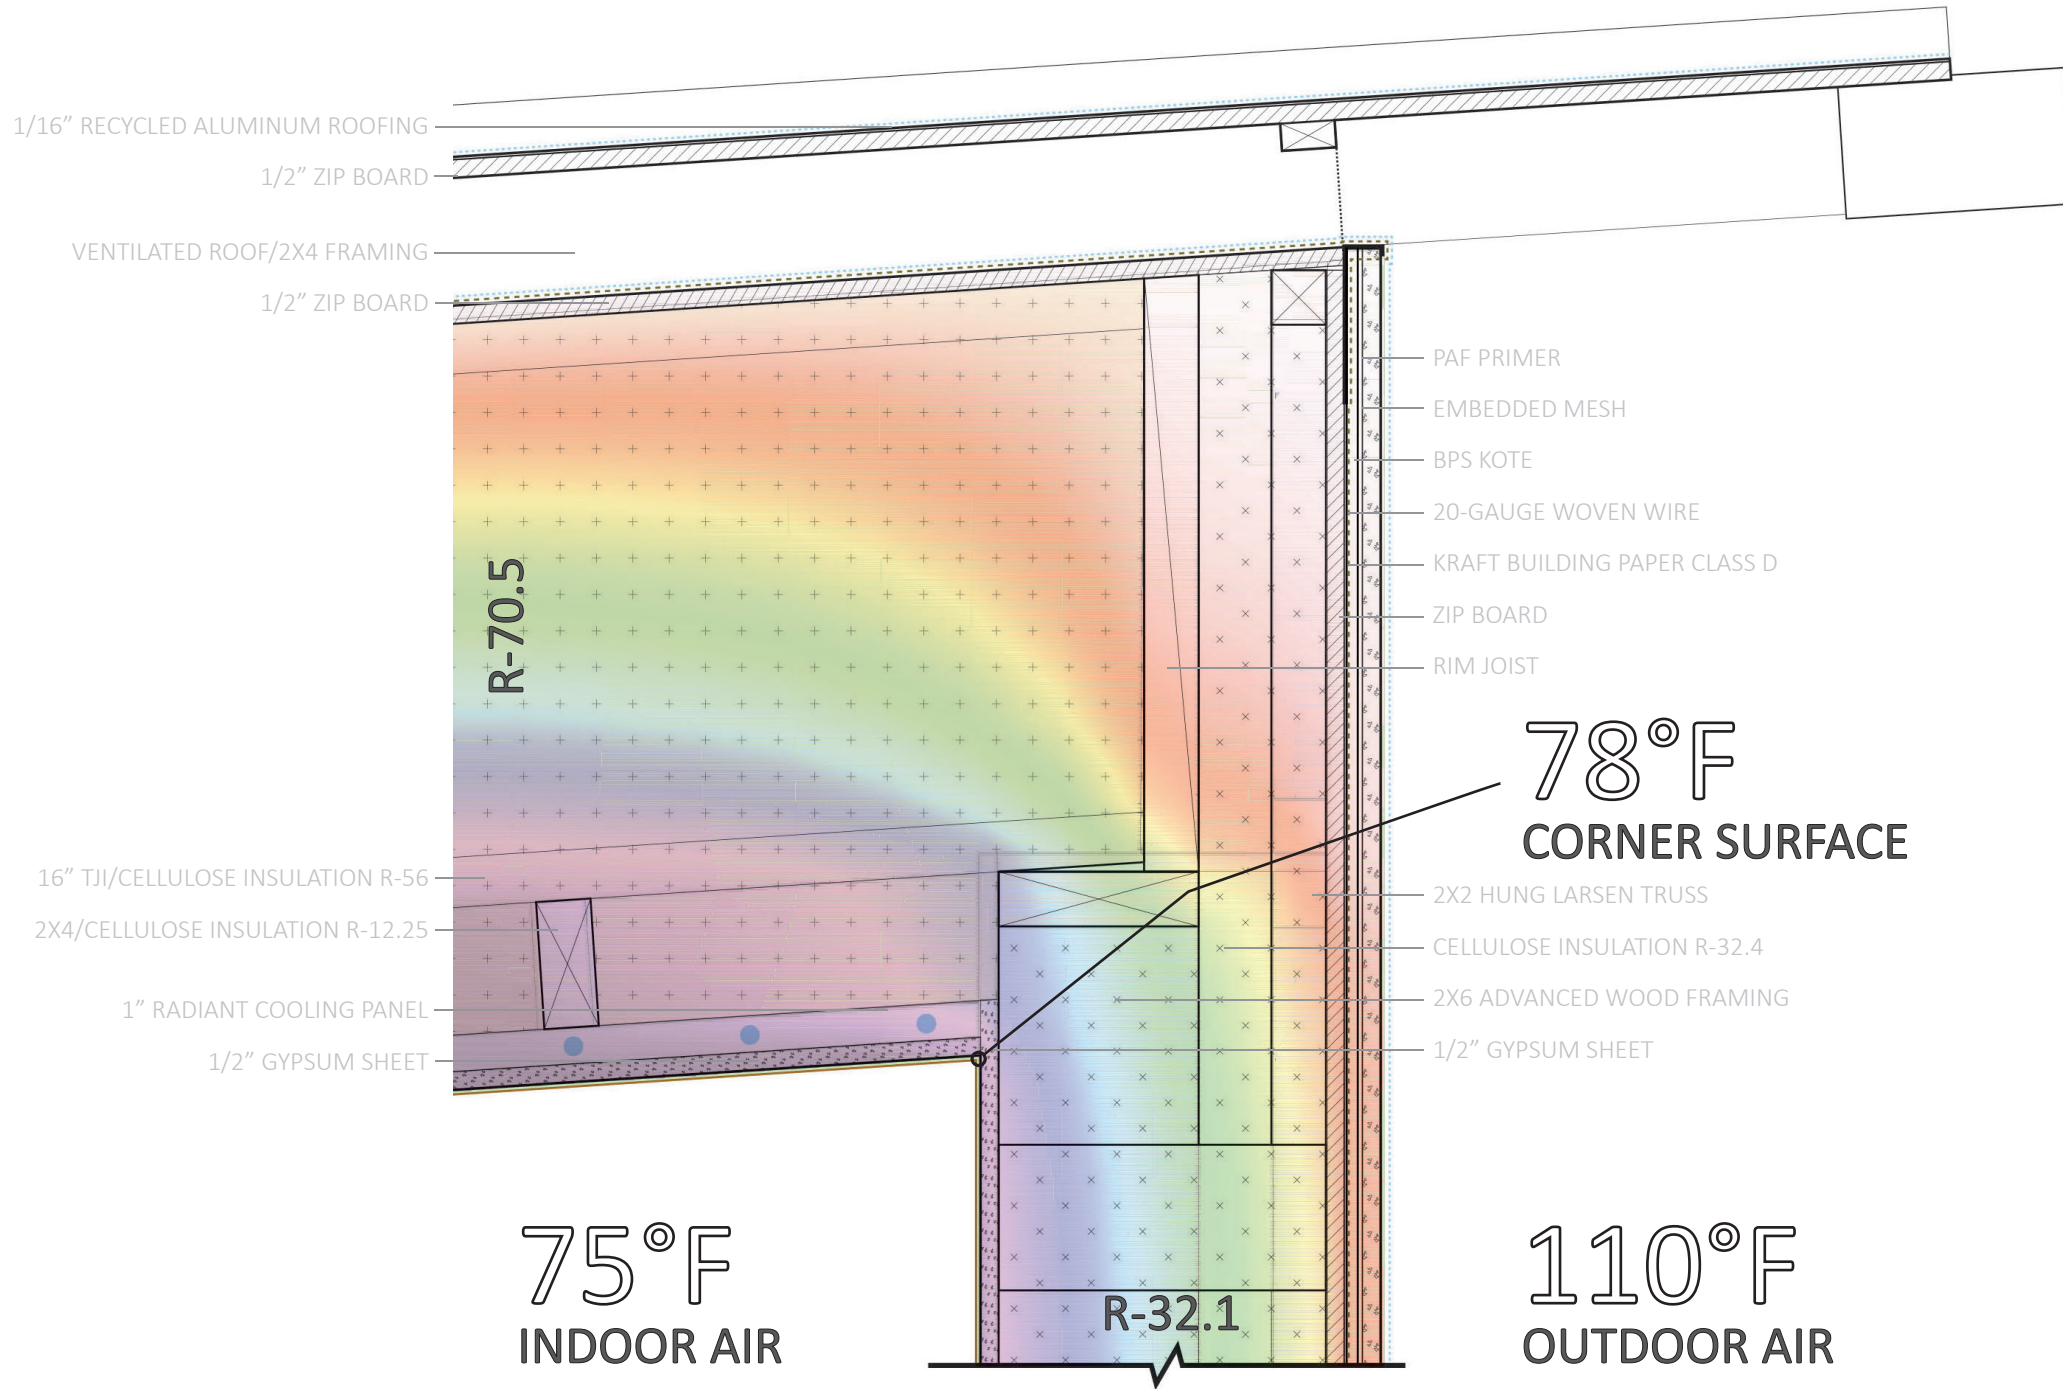 1/16” RECYCLED ALUMINUM ROOFING
1/2” ZIP BOARD
VENTILATED ROOF/2X4 FRAMING
1/2” ZIP BOARD
R-70.5
16” TJI/CELLULOSE INSULATION R-56
2X4/CELLULOSE INSULATION R-12.25
1” RADIANT COOLING PANEL
1/2” GYPSUM SHEET
PAF PRIMER
EMBEDDED MESH
BPS KOTE
20-GAUGE WOVEN WIRE
KRAFT BUILDING PAPER CLASS D
ZIP BOARD
RIM JOIST
78°F
CORNER SURFACE
2X2 HUNG LARSEN TRUSS
CELLULOSE INSULATION R-32.4
2X6 ADVANCED WOOD FRAMING
1/2” GYPSUM SHEET
75°F
INDOOR AIR
R-32.1
110°F
OUTDOOR AIR